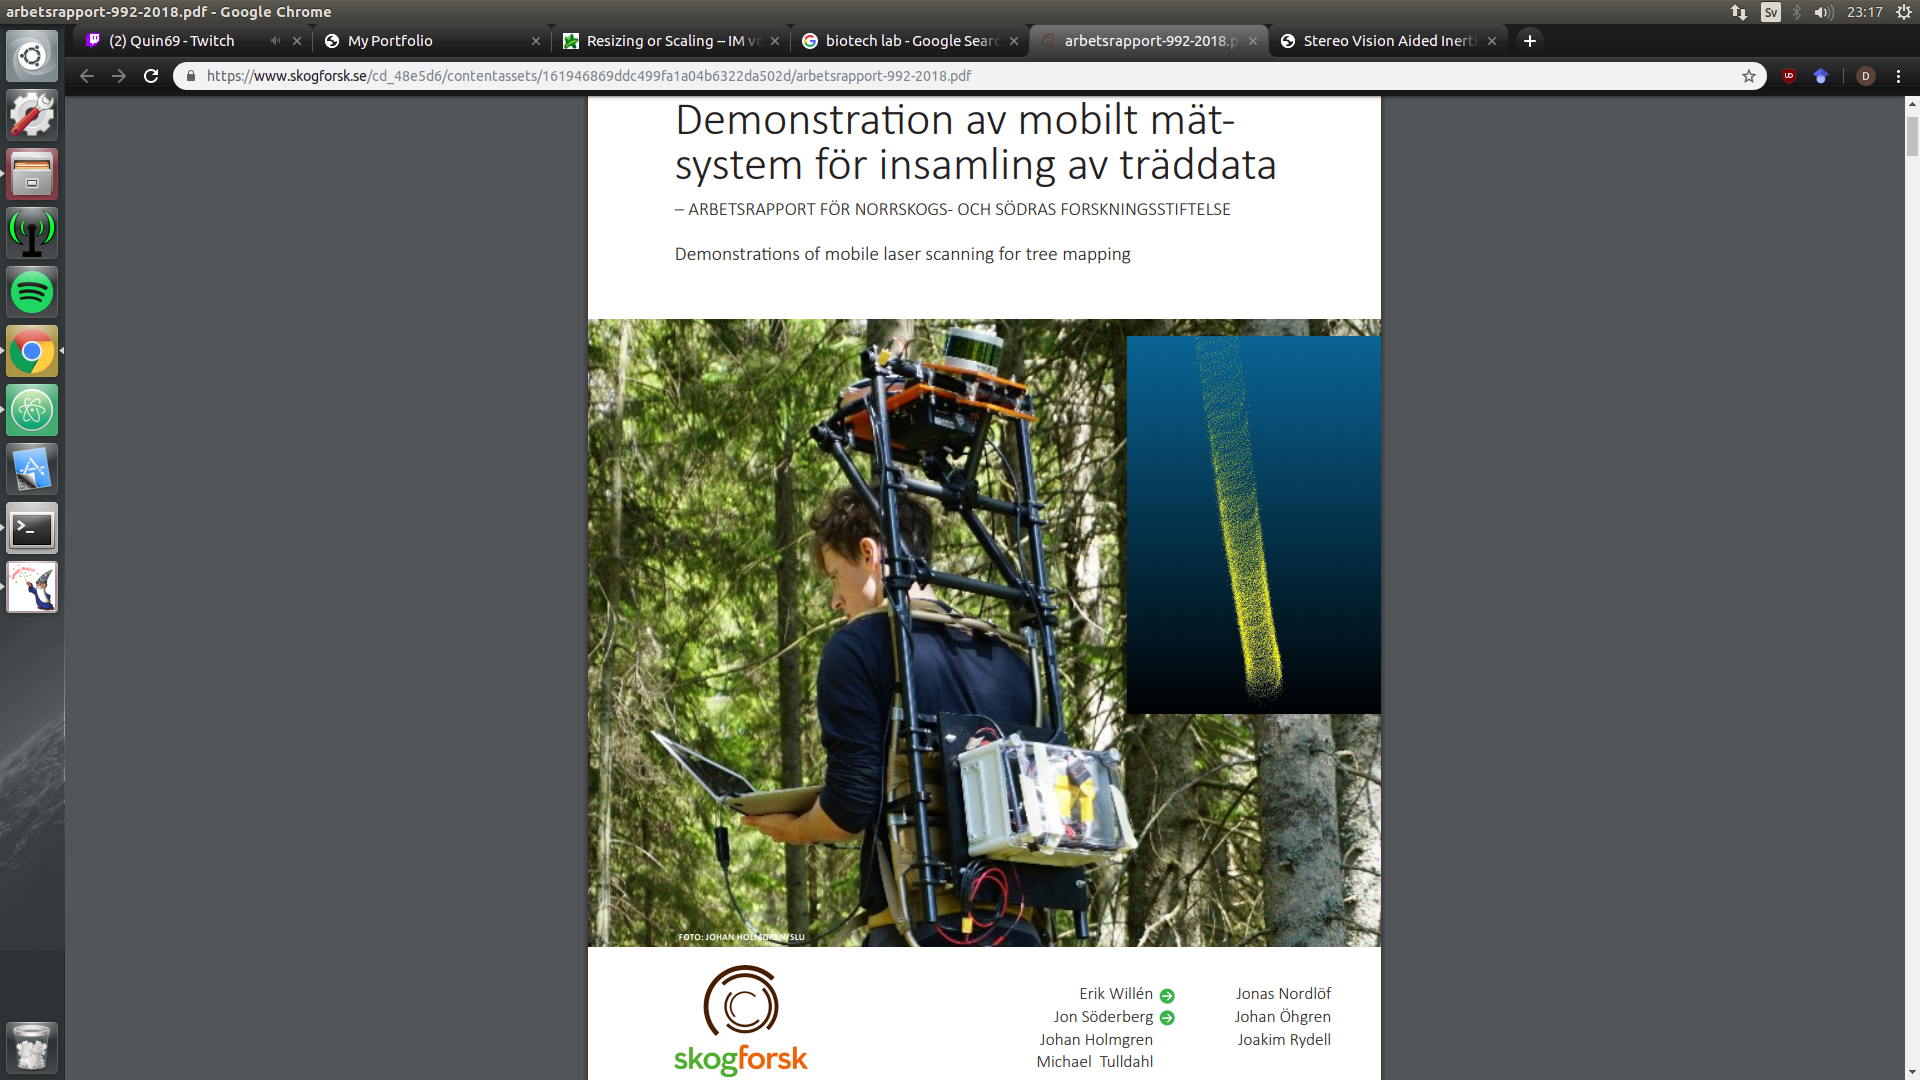 arbetsrapport-992-2018.pdf - Google Chrome
Sv
23:17
(2) Quin69 - Twitch
My Portfolio
Resizing or Scaling -- IM v6
biotech lab - Google Searc
arbetsrapport-992-2018.p
Stereo Vision Aided Inerti
https://www.skogforsk.se/cd_48e5d6/contentassets/161946869ddc499fa1a04b6322da502d/arbetsrapport-992-2018.pdf
D
Demonstration av mobilt mät-
system för insamling av träddata
– ARBETSRAPPORT FÖR NORRSKOGS- OCH SÖDRAS FORSKNINGSSTIFTELSE
Demonstrations of mobile laser scanning for tree mapping
FOTO: JOHAN HOLMGREN/SLU
skogforsk
Erik Willén
Jon Söderberg
Johan Holmgren
Michael Tulldahl
Jonas Nordlöf
Johan Öhgren
Joakim Rydell